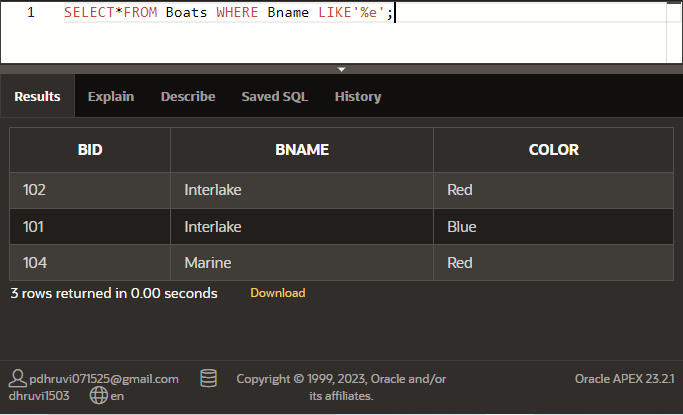 1 SELECT*FROM Boats WHERE Bname LIKE'%e';
Results Explain Describe Saved SQL History
BID BNAME COLOR
102 Interlake Red
101 Interlake Blue
104 Marine Red
3 rows returned in 0.00 seconds Download
pdhruvi071525@gmail.com Copyright © 1999, 2023, Oracle and/or Oracle APEX 23.2.1
dhruvi1503 en its affiliates.